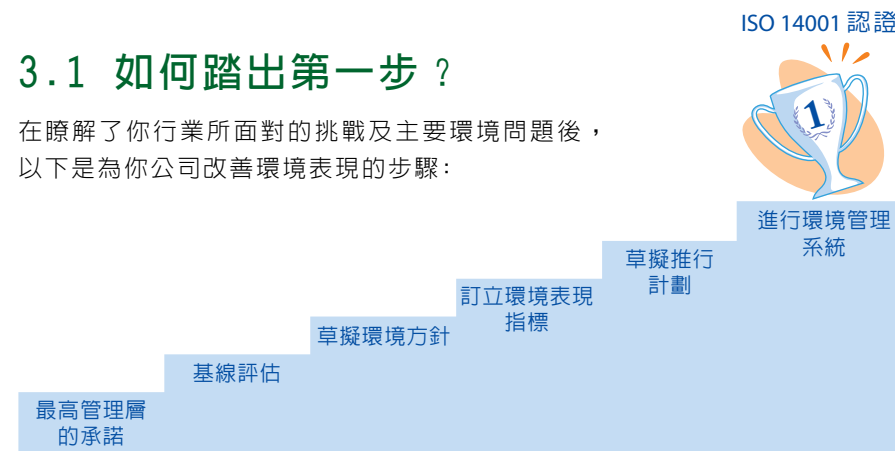 ISO 14001 認證
3.1 如何踏出第一步？
在瞭解了你行業所面對的挑戰及主要環境問題後，
以下是為你公司改善環境表現的步驟：
1
進行環境管理
系統
草擬推行
計劃
訂立環境表現
指標
草擬環境方針
基線評估
最高管理層
的承諾